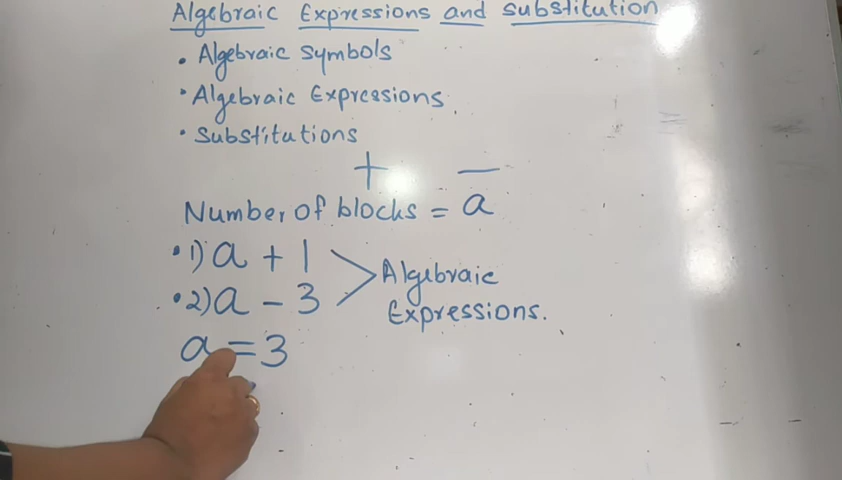 Algebraic Expressions and substitution
• Algebraic symbols
• Algebraic Expressions
• Substitutions
+ −
Number of blocks = a
• 1) a + 1
• 2) a − 3
> Algebraic
Expressions.
a = 3